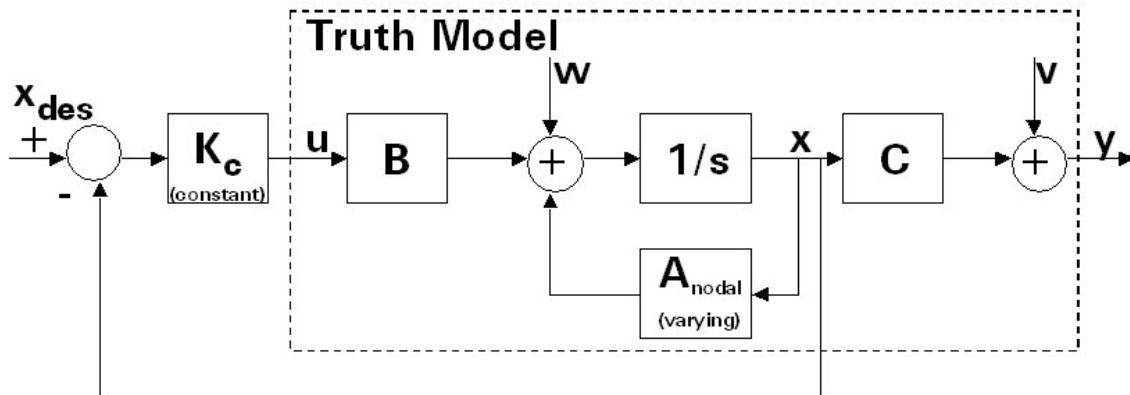 Truth Model
w
v
x_des
+
-
K_c
(constant)
u
B
+
1/s
x
C
+
y
A_nodal
(varying)